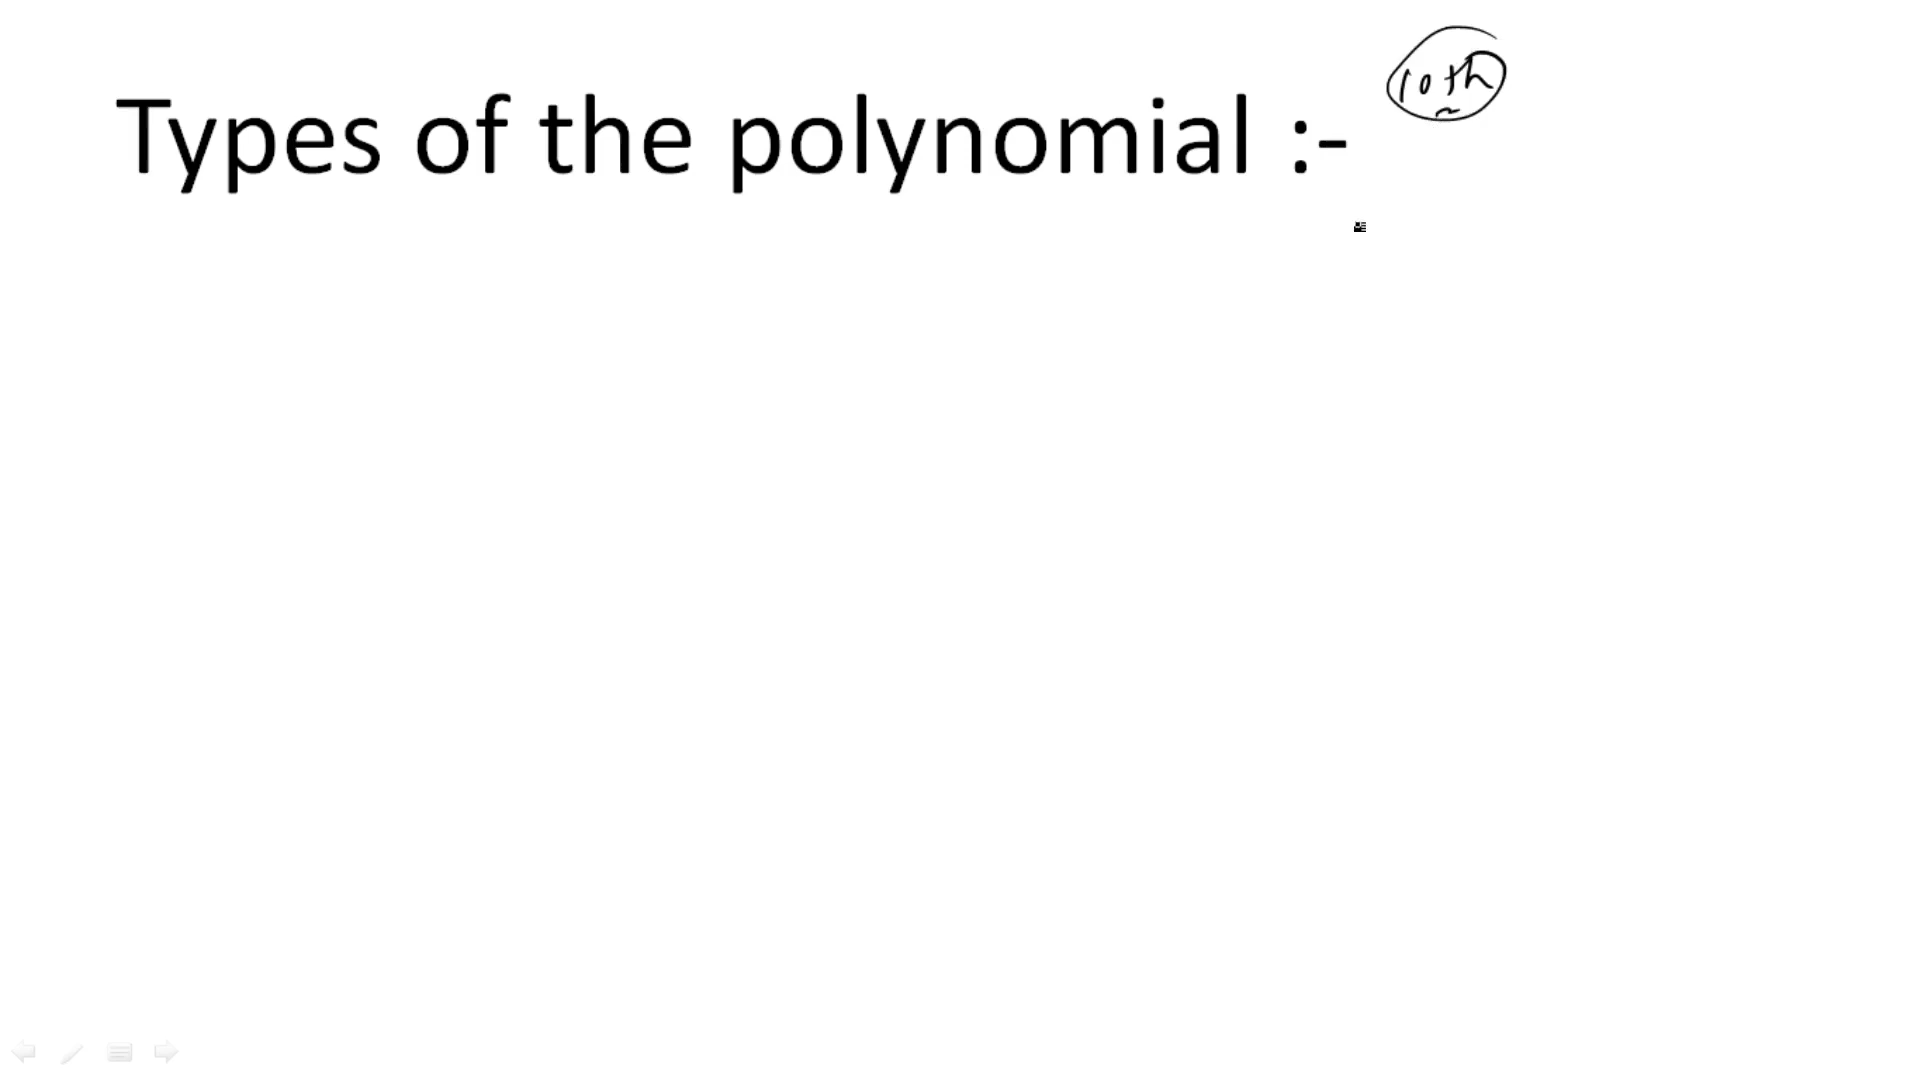 10th
Types of the polynomial :-